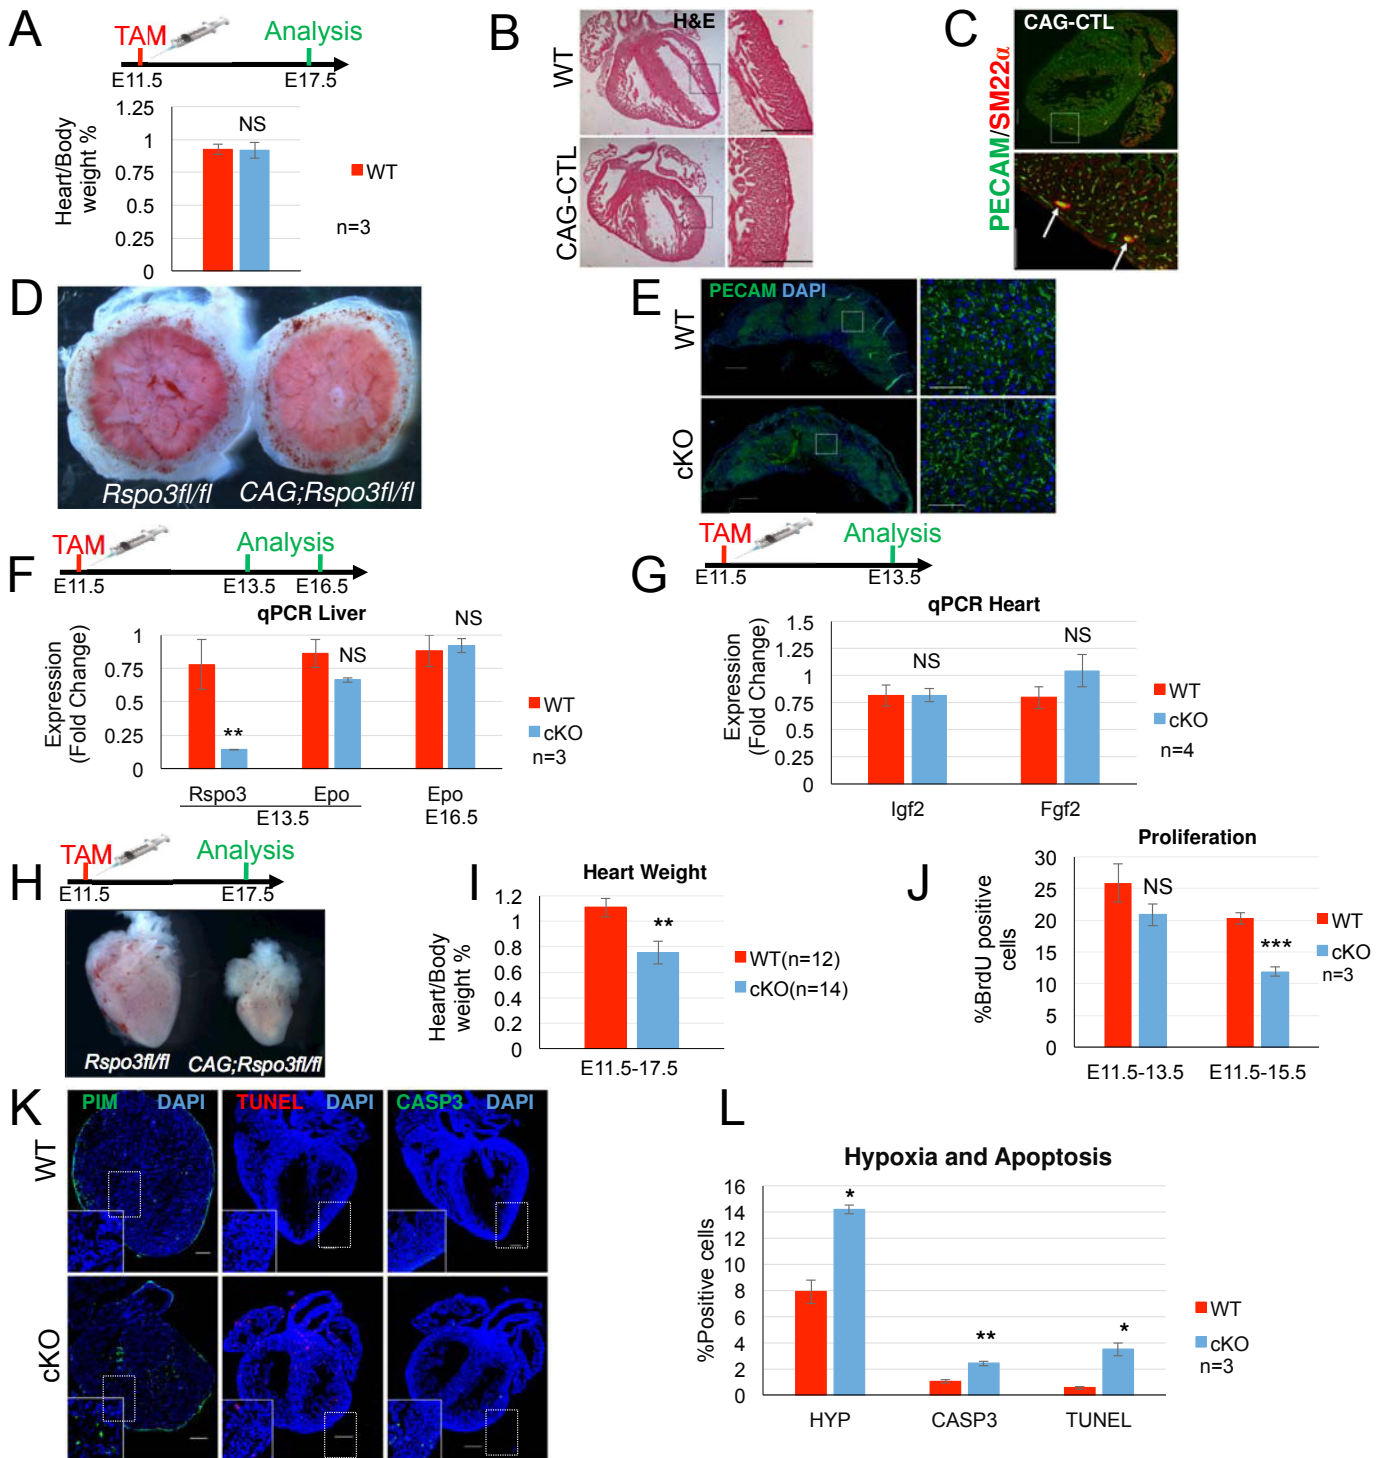 A
TAM
Analysis
E11.5
E17.5
1.25
1
0.75
0.5
0.25
0
Heart/Body
weight %
NS
WT
n=3
B
H&E
WT
CAG-CTL
C
CAG-CTL
PECAM/SM22α
D
Rspo3fl/fl
CAG;Rspo3fl/fl
E
PECAM DAPI
WT
cKO
F
TAM
Analysis
E11.5
E13.5
E16.5
qPCR Liver
Expression
(Fold Change)
1
0.75
0.5
0.25
0
**
NS
NS
WT
cKO
n=3
Rspo3
Epo
Epo
E13.5
E16.5
G
TAM
Analysis
E11.5
E13.5
qPCR Heart
Expression
(Fold Change)
1.5
1.25
1
0.75
0.5
0.25
0
NS
NS
WT
cKO
n=4
Igf2
Fgf2
H
TAM
Analysis
E11.5
E17.5
Rspo3fl/fl
CAG;Rspo3fl/fl
I
Heart Weight
Heart/Body
weight %
1.2
1
0.8
0.6
0.4
0.2
0
**
WT(n=12)
cKO(n=14)
E11.5-17.5
J
Proliferation
%BrdU positive
cells
30
25
20
15
10
5
0
NS
***
WT
cKO
n=3
E11.5-13.5
E11.5-15.5
K
PIM DAPI
TUNEL DAPI
CASP3 DAPI
WT
cKO
L
Hypoxia and Apoptosis
%Positive cells
16
14
12
10
8
6
4
2
0
*
**
*
WT
cKO
n=3
HYP
CASP3
TUNEL